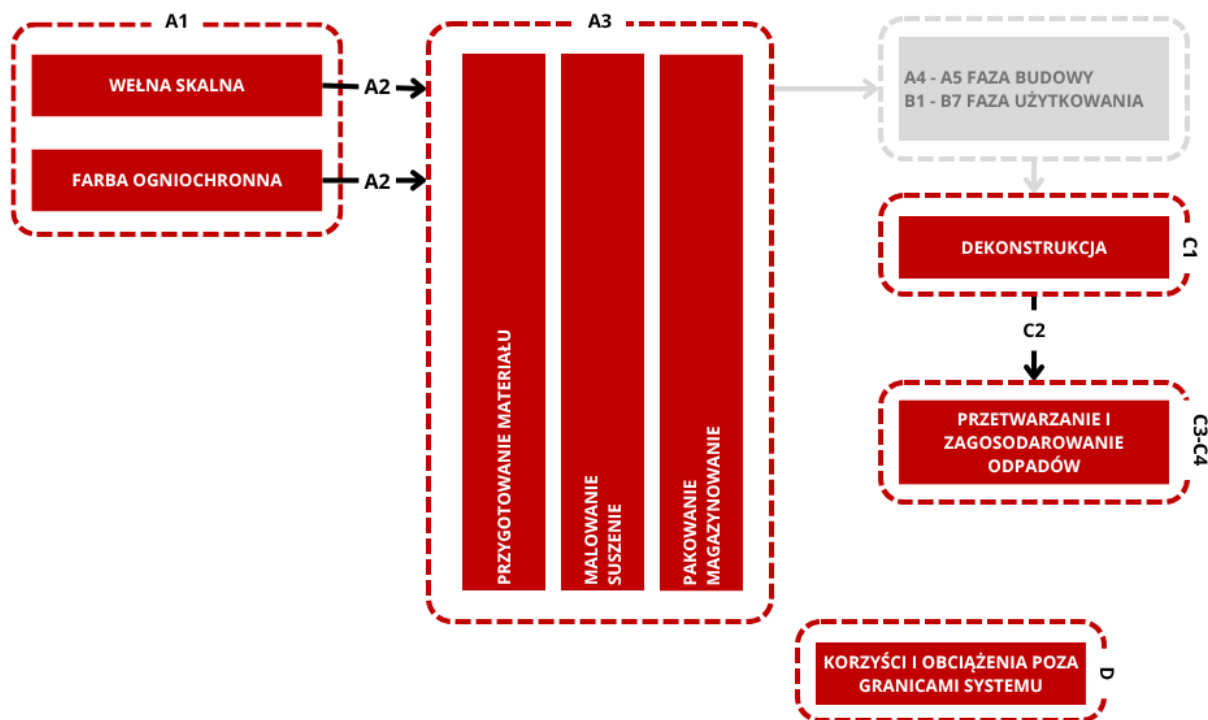 A1
WEŁNA SKALNA
A2
FARBA OGNIOCHRONNA
A2
A3
PRZYGOTOWANIE MATERIAŁU
MALOWANIE
SUSZENIE
PAKOWANIE
MAGAZYNOWANIE
A4 - A5 FAZA BUDOWY
B1 - B7 FAZA UŻYTKOWANIA
DEKONSTRUKCJA
C1
C2
PRZETWARZANIE I
ZAGOSODAROWANIE
ODPADÓW
C3-C4
KORZYŚCI I OBCIĄŻENIA POZA
GRANICAMI SYSTEMU
D